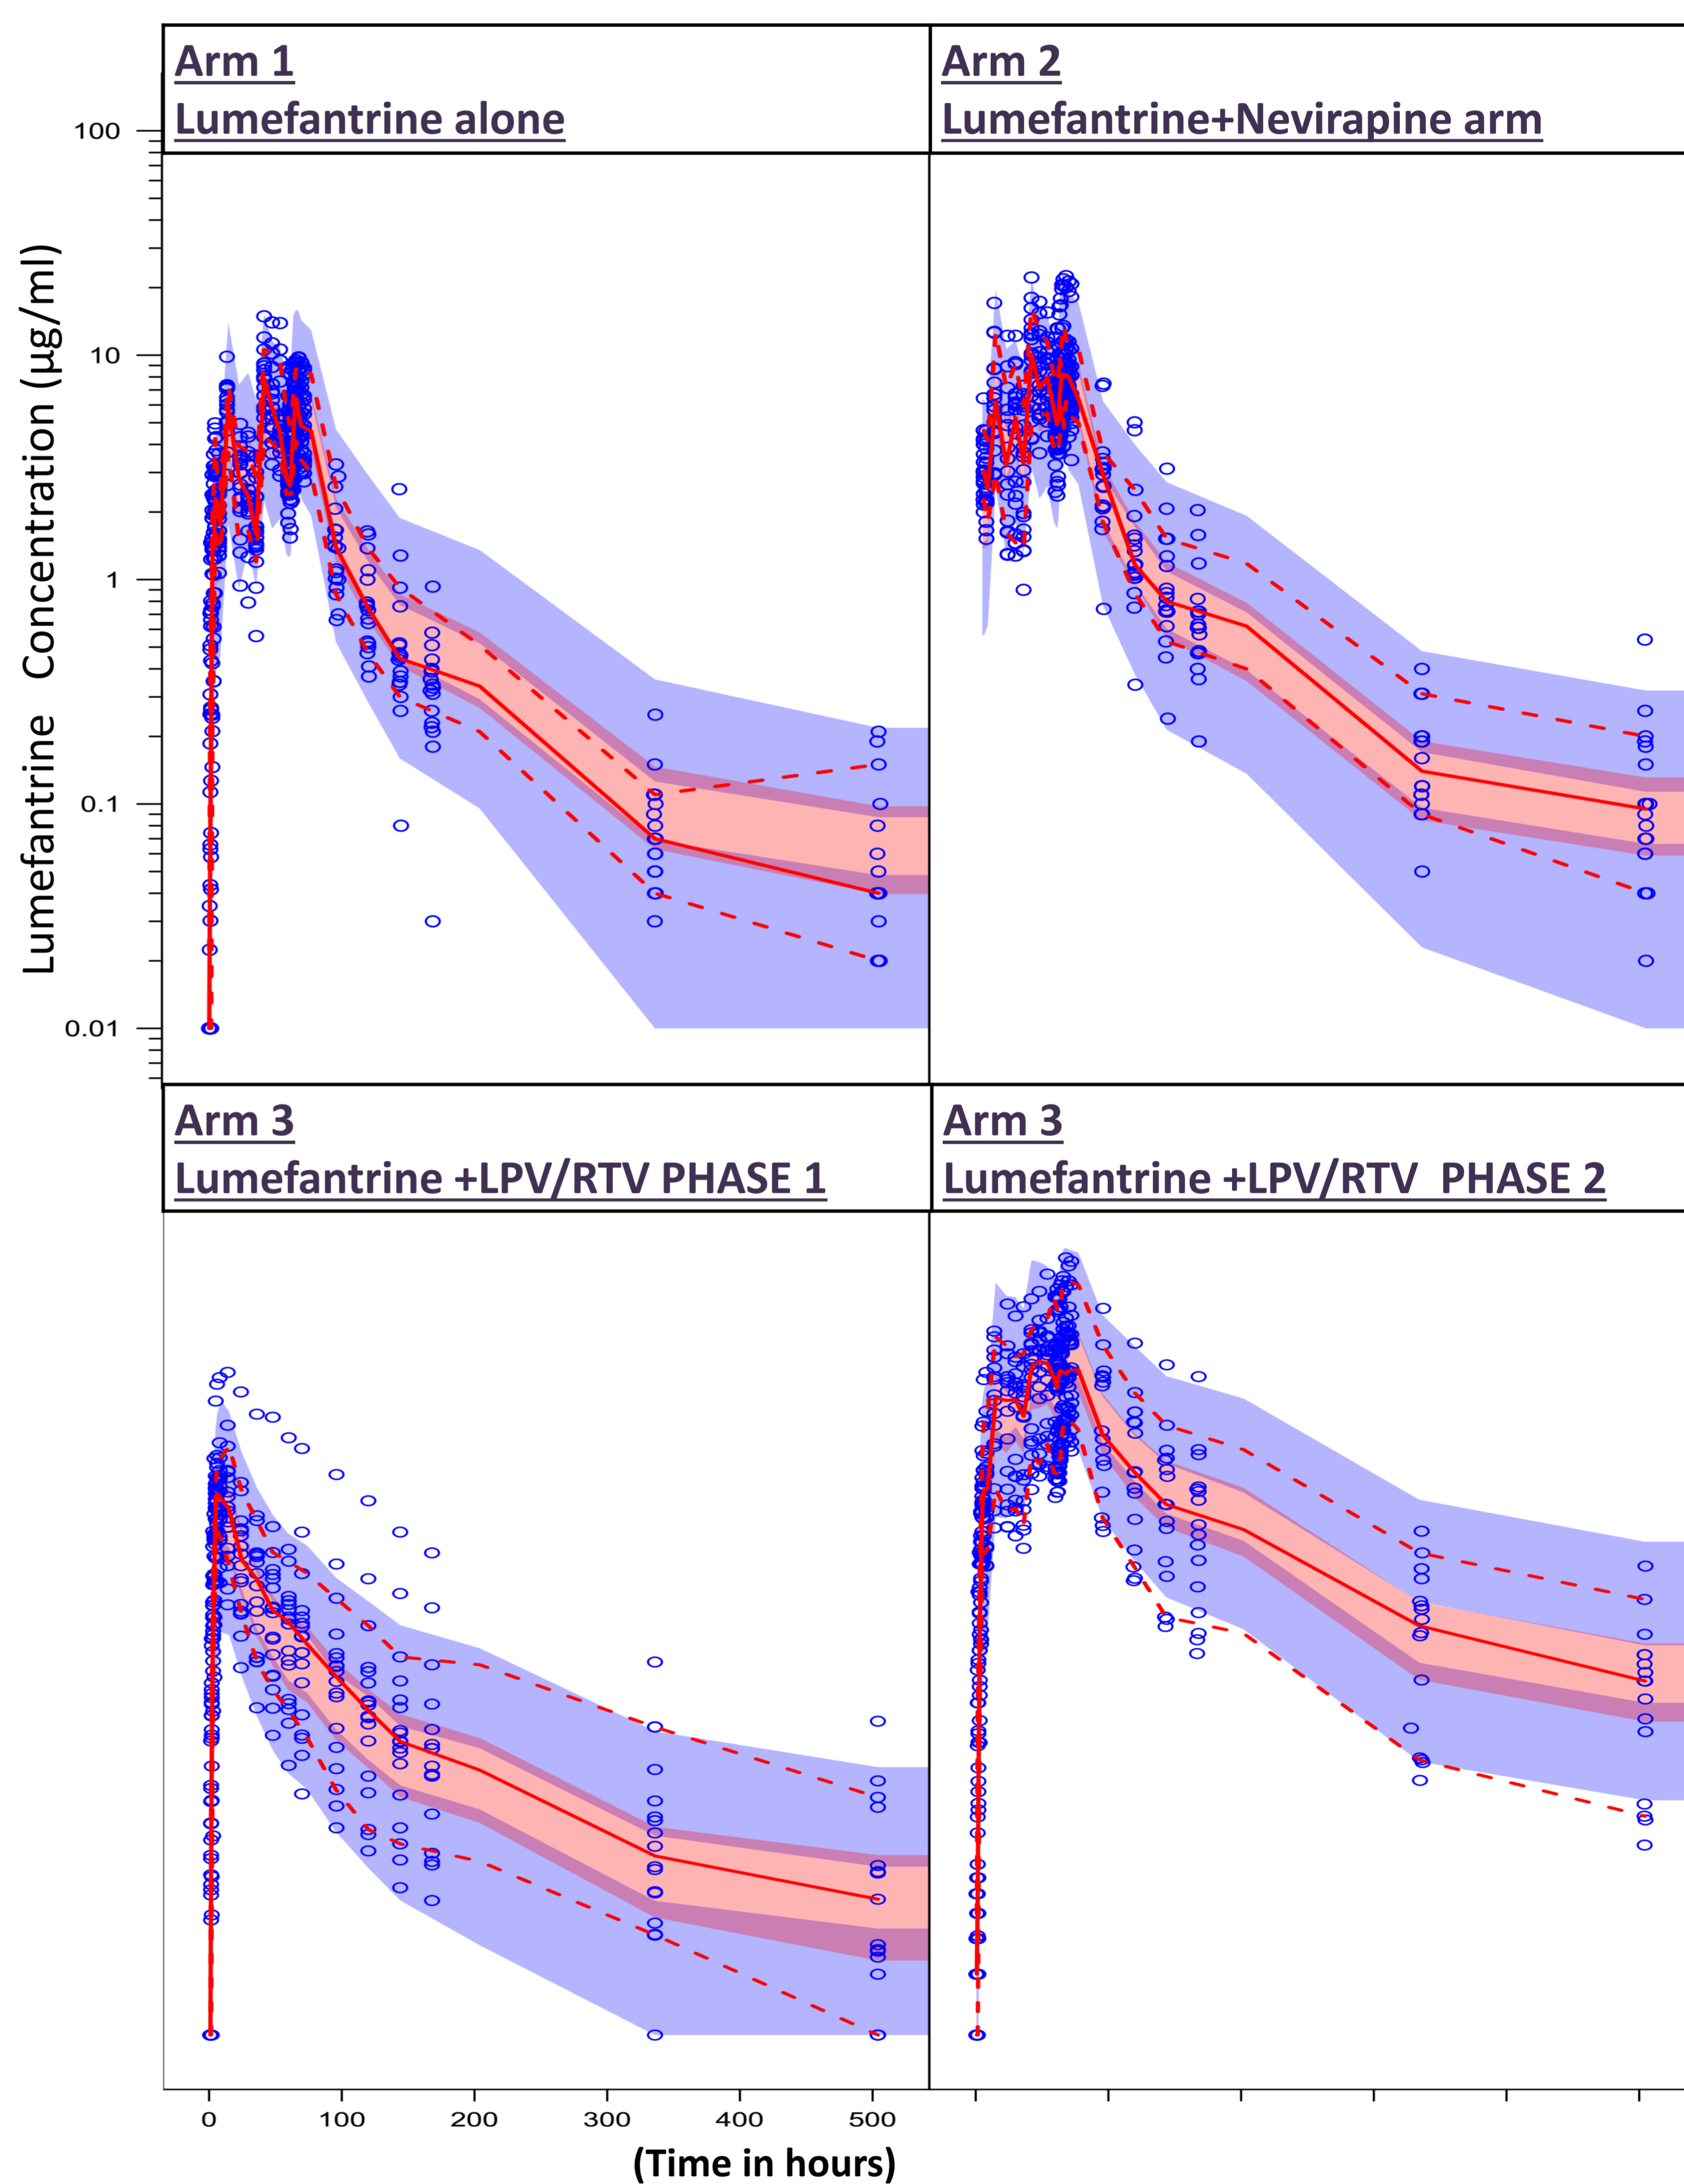 Arm 1
Lumefantrine alone
Arm 2
Lumefantrine+Nevirapine arm
100
10
1
0.1
0.01
Lumefantrine Concentration (µg/ml)
Arm 3
Lumefantrine +LPV/RTV PHASE 1
Arm 3
Lumefantrine +LPV/RTV PHASE 2
0 100 200 300 400 500
(Time in hours)